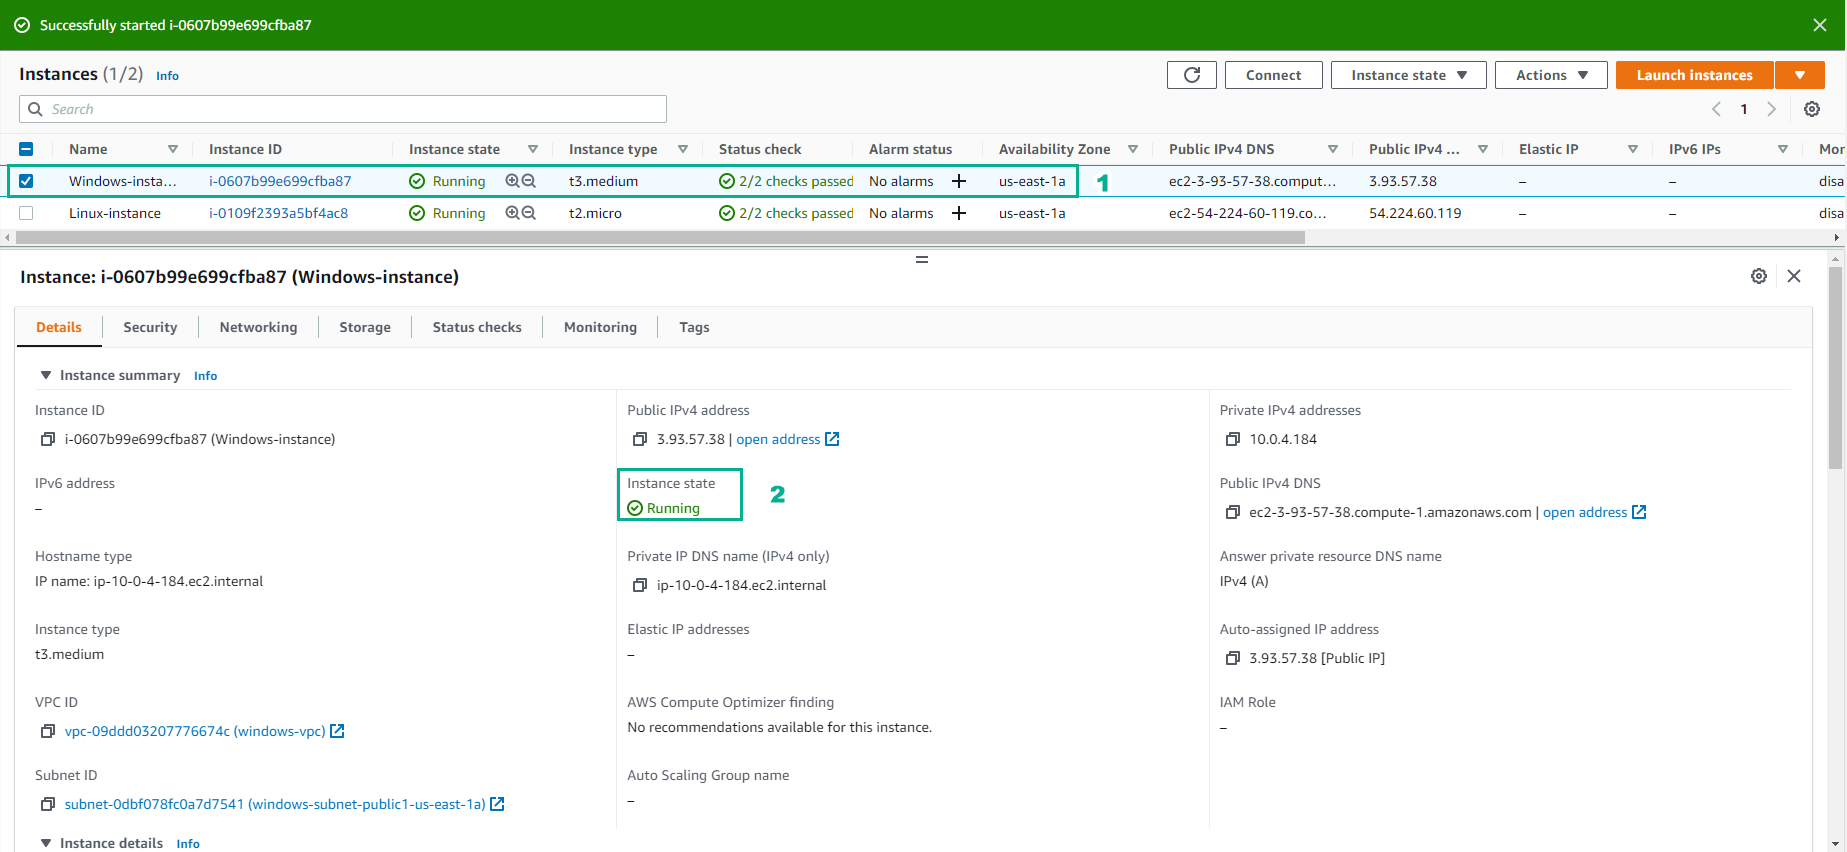 Successfully started i-0607b99e699cfba87
Instances (1/2) Info
Connect Instance state Actions Launch instances
Search
1
Name Instance ID Instance state Instance type Status check Alarm status Availability Zone Public IPv4 DNS Public IPv4 ... Elastic IP IPv6 IPs Mor
Windows-insta... i-0607b99e699cfba87 Running t3.medium 2/2 checks passed No alarms us-east-1a 1 ec2-3-93-57-38.comput... 3.93.57.38 – – disa
Linux-instance i-0109f2393a5bf4ac8 Running t2.micro 2/2 checks passed No alarms us-east-1a ec2-54-224-60-119.co... 54.224.60.119 – – disa
Instance: i-0607b99e699cfba87 (Windows-instance)
Details Security Networking Storage Status checks Monitoring Tags
Instance summary Info
Instance ID
i-0607b99e699cfba87 (Windows-instance)
Public IPv4 address
3.93.57.38 | open address
Private IPv4 addresses
10.0.4.184
IPv6 address
–
Instance state
Running
2
Public IPv4 DNS
ec2-3-93-57-38.compute-1.amazonaws.com | open address
Hostname type
IP name: ip-10-0-4-184.ec2.internal
Private IP DNS name (IPv4 only)
ip-10-0-4-184.ec2.internal
Answer private resource DNS name
IPv4 (A)
Instance type
t3.medium
Elastic IP addresses
–
Auto-assigned IP address
3.93.57.38 [Public IP]
VPC ID
vpc-09ddd03207776674c (windows-vpc)
AWS Compute Optimizer finding
No recommendations available for this instance.
IAM Role
–
Subnet ID
subnet-0dbf078fc0a7d7541 (windows-subnet-public1-us-east-1a)
Auto Scaling Group name
–
Instance details Info